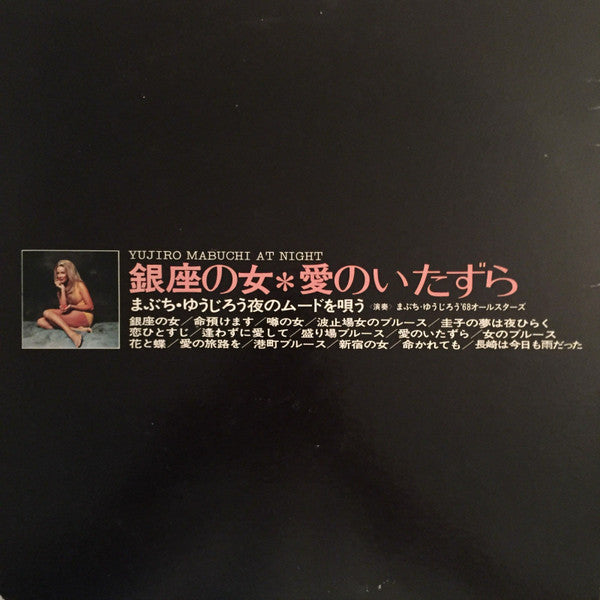 YUJIRO MABUCHI AT NIGHT
銀座の女＊愛のいたずら
まぶち・ゆうじろう夜のムードを唄う 〈演奏〉まぶち・ゆうじろう'68オールスターズ
銀座の女／命預けます／噂の女／波止場女のブルース／圭子の夢は夜ひらく
恋ひとすじ／逢わずに愛して／盛り場ブルース／愛のいたずら／女のブルース
花と蝶／愛の旅路を／港町ブルース／新宿の女／命かれても／長崎は今日も雨だった